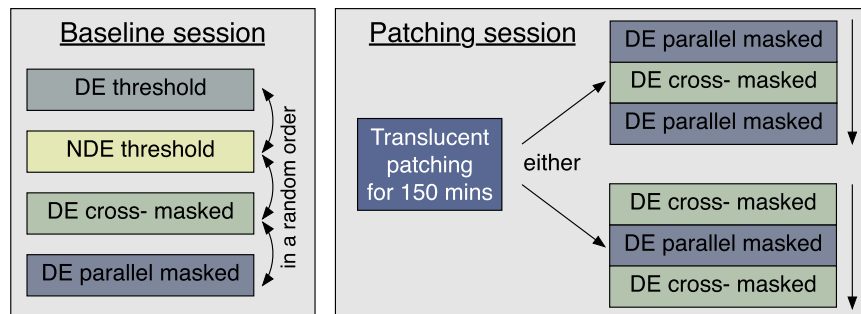 Baseline session
DE threshold
NDE threshold
DE cross- masked
DE parallel masked
in a random order
Patching session
Translucent
patching
for 150 mins
either
DE parallel masked
DE cross- masked
DE parallel masked
DE cross- masked
DE parallel masked
DE cross- masked